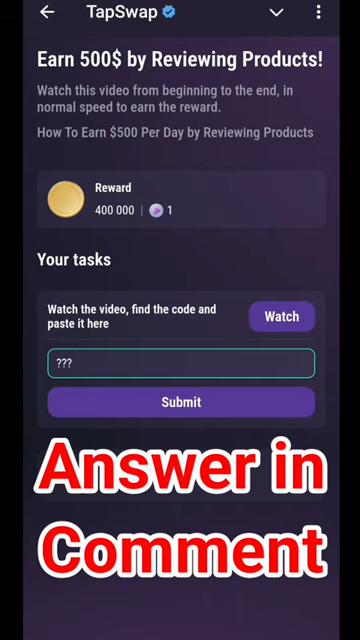 TapSwap
Earn 500$ by Reviewing Products!
Watch this video from beginning to the end, in
normal speed to earn the reward.
How To Earn $500 Per Day by Reviewing Products
Reward
400 000 | 1
Your tasks
Watch the video, find the code and
paste it here
Watch
???
Submit
Answer in
Comment